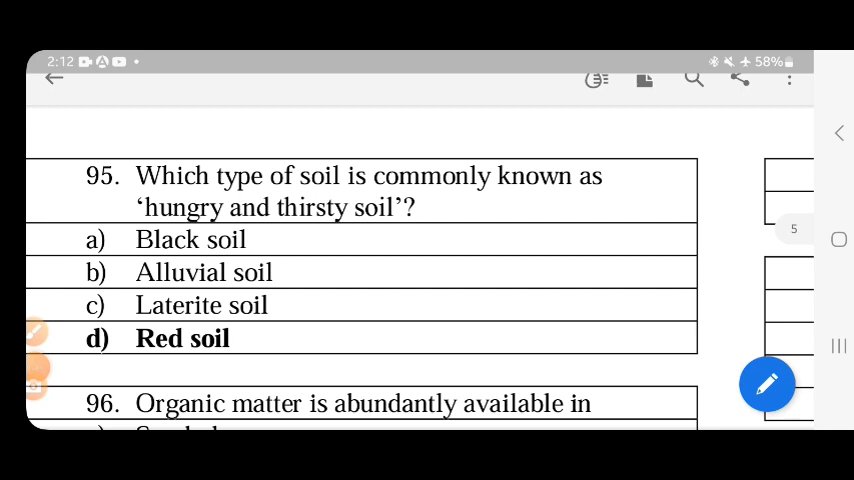 2:12
58%
95. Which type of soil is commonly known as
‘hungry and thirsty soil’?
a) Black soil
b) Alluvial soil
c) Laterite soil
d) Red soil
5
96. Organic matter is abundantly available in